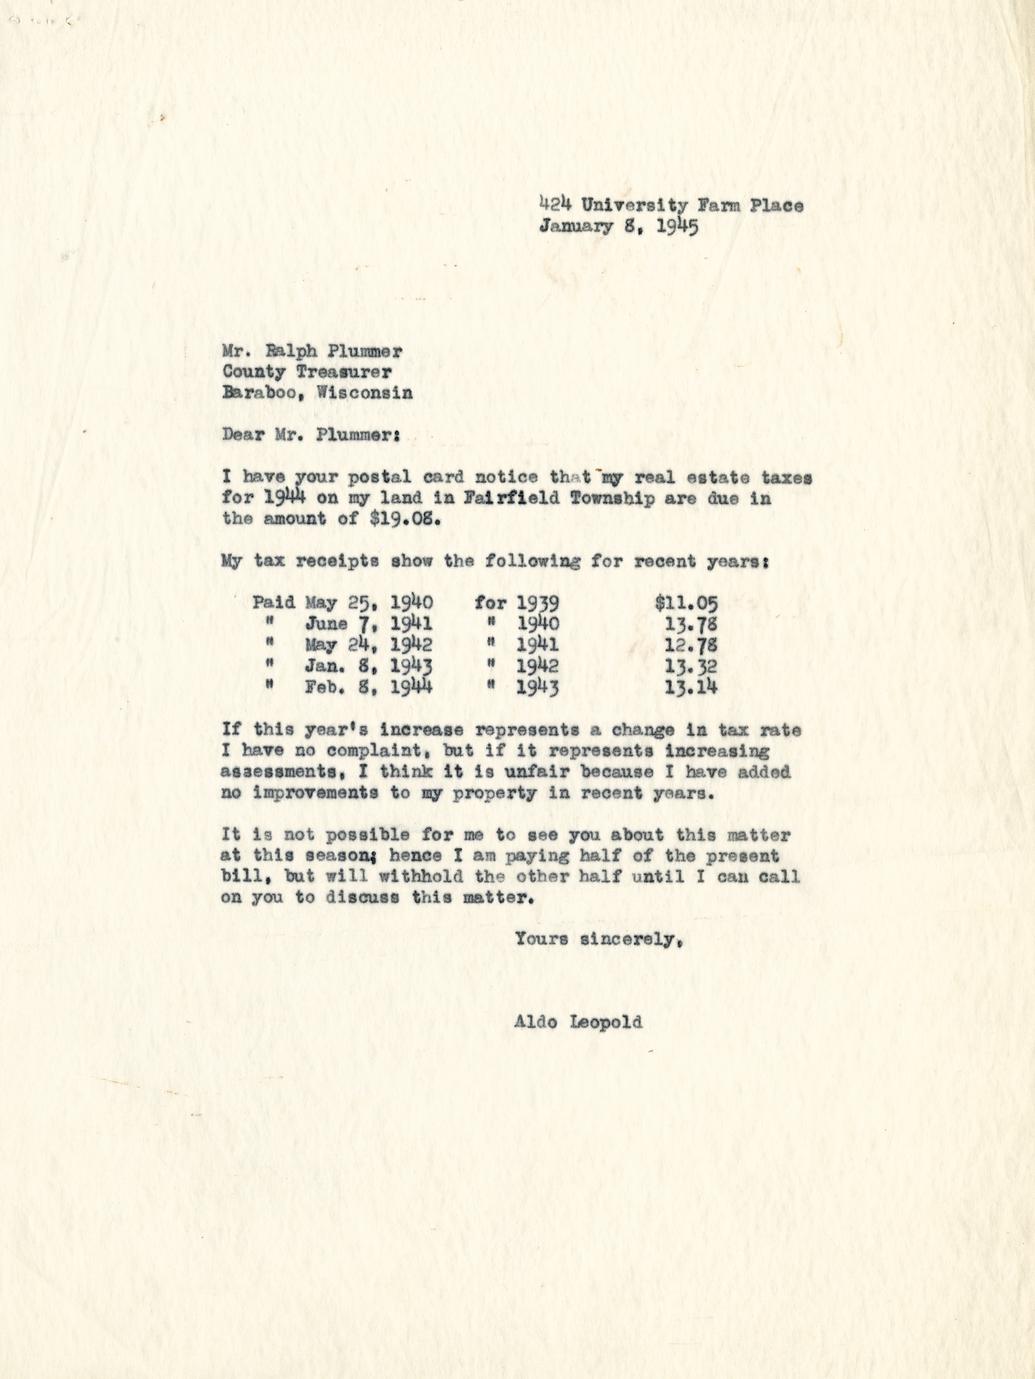 424 University Farm Place
January 8, 1945
Mr. Ralph Plummer
County Treasurer
Baraboo, Wisconsin
Dear Mr. Plummer:
I have your postal card notice that my real estate taxes
for 1944 on my land in Fairfield Township are due in
the amount of $19.08.
My tax receipts show the following for recent years:
Paid May 25, 1940 for 1939 $11.05
" June 7, 1941 " 1940 13.78
" May 24, 1942 " 1941 12.78
" Jan. 8, 1943 " 1942 13.32
" Feb. 8, 1944 " 1943 13.14
If this year's increase represents a change in tax rate
I have no complaint, but if it represents increasing
assessments, I think it is unfair because I have added
no improvements to my property in recent years.
It is not possible for me to see you about this matter
at this season; hence I am paying half of the present
bill, but will withhold the other half until I can call
on you to discuss this matter.
Yours sincerely,
Aldo Leopold